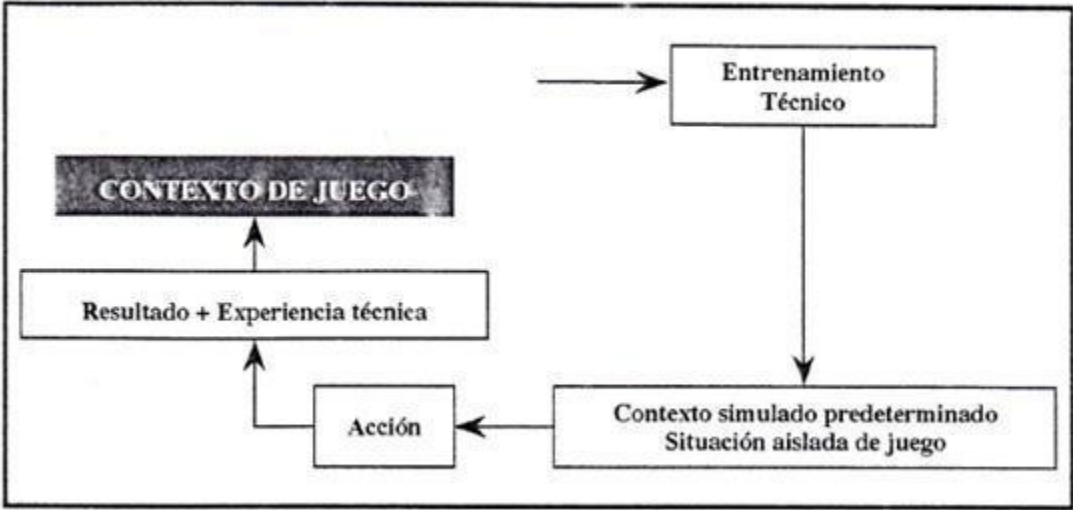 Entrenamiento
Técnico
CONTEXTO DE JUEGO
Resultado + Experiencia técnica
Acción
Contexto simulado predeterminado
Situación aislada de juego